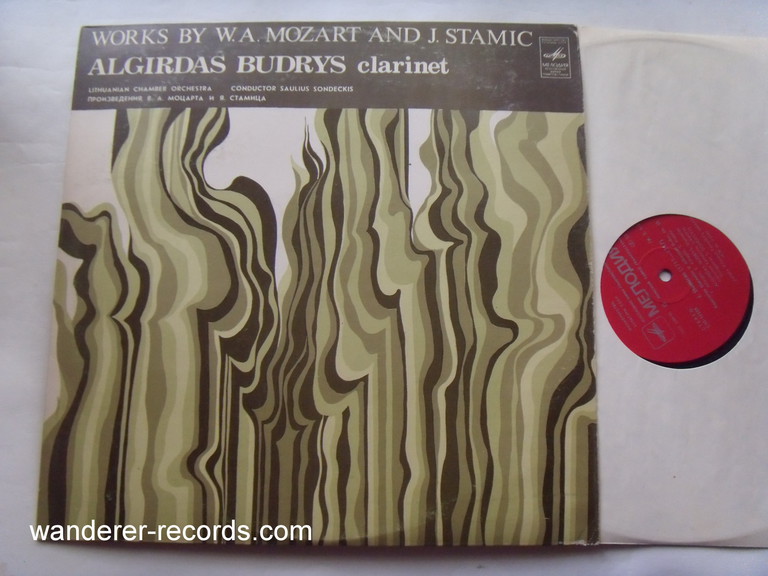 WORKS BY W.A. MOZART AND J. STAMIC
ALGIRDAS BUDRYS clarinet
LITHUANIAN CHAMBER ORCHESTRA CONDUCTOR SAULIUS SONDECKIS
ПРОИЗВЕДЕНИЕ В. А. МОЦАРТА И Я. СТАМИЦА
МЕЛОДИЯ
МЕЛОДИЯ
wanderer-records.com